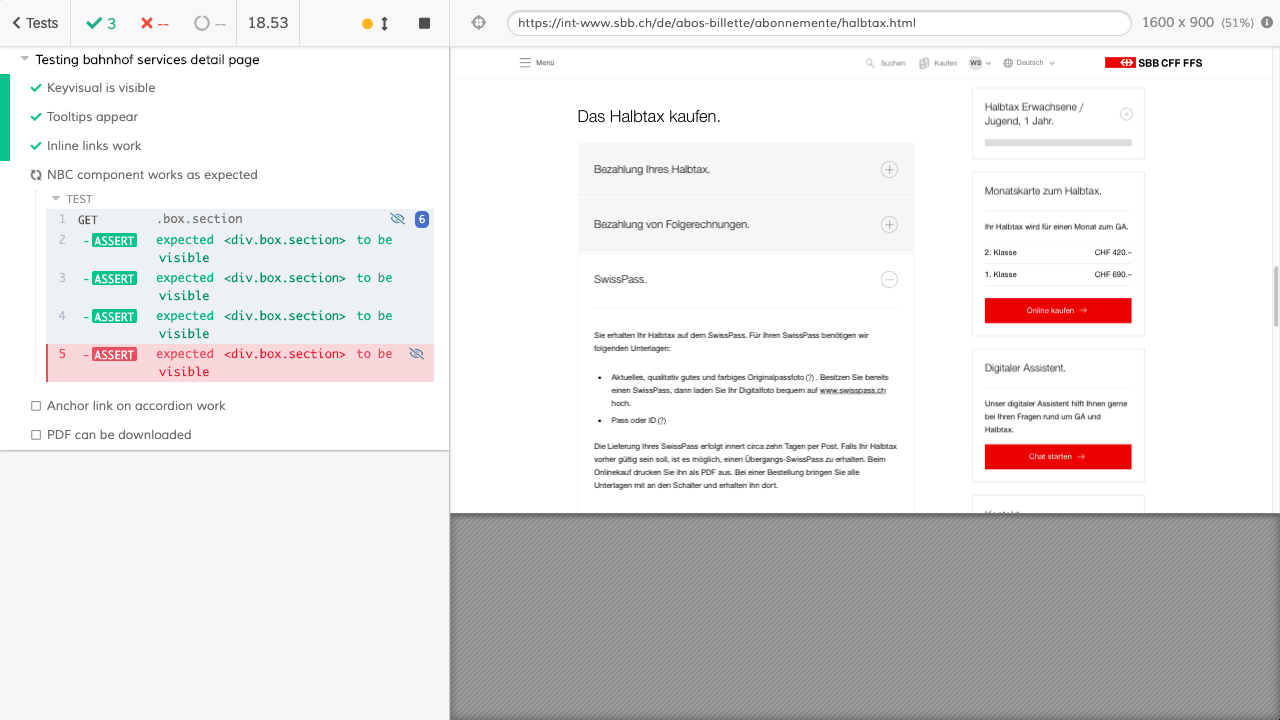 Tests
3
--
--
18.53
https://int-www.sbb.ch/de/abos-billette/abonnemente/halbtax.html
1600 x 900 (51%)
Testing bahnhof services detail page
Keyvisual is visible
Tooltips appear
Inline links work
NBC component works as expected
TEST
1 GET .box.section 6
2 -ASSERT expected <div.box.section> to be
visible
3 -ASSERT expected <div.box.section> to be
visible
4 -ASSERT expected <div.box.section> to be
visible
5 -ASSERT expected <div.box.section> to be
visible
Anchor link on accordion work
PDF can be downloaded
Menü
Suchen
Kaufen
WS
Deutsch
SBB CFF FFS
Das Halbtax kaufen.
Bezahlung Ihres Halbtax.
Bezahlung von Folgerechnungen.
SwissPass.
Sie erhalten Ihr Halbtax auf dem SwissPass. Für Ihren SwissPass benötigen wir
folgenden Unterlagen:
• Aktuelles, qualitativ gutes und farbiges Originalpassfoto (?) . Besitzen Sie bereits
einen SwissPass, dann laden Sie Ihr Digitalfoto bequem auf www.swisspass.ch
hoch.
• Pass oder ID (?)
Die Lieferung Ihres SwissPass erfolgt innert circa zehn Tagen per Post. Falls Ihr Halbtax
vorher gültig sein soll, ist es möglich, einen Übergangs-SwissPass zu erhalten. Beim
Onlinekauf drucken Sie ihn als PDF aus. Bei einer Bestellung bringen Sie alle
Unterlagen mit an den Schalter und erhalten ihn dort.
Halbtax Erwachsene /
Jugend, 1 Jahr.
Monatskarte zum Halbtax.
Ihr Halbtax wird für einen Monat zum GA.
2. Klasse CHF 420.–
1. Klasse CHF 690.–
Online kaufen
Digitaler Assistent.
Unser digitaler Assistent hilft Ihnen gerne
bei Ihren Fragen rund um GA und
Halbtax.
Chat starten